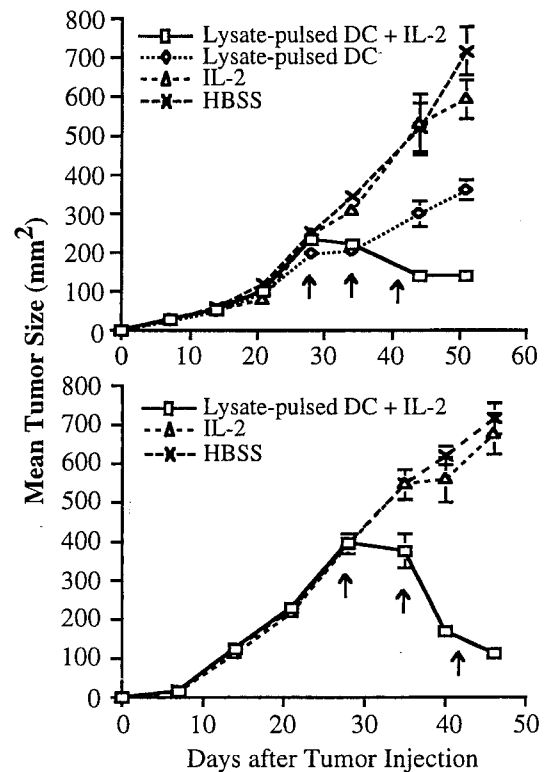 Mean Tumor Size (mm²)
800
700
600
500
400
300
200
100
0
Lysate-pulsed DC + IL-2
Lysate-pulsed DC
IL-2
HBSS
0 10 20 30 40 50 60
800
700
600
500
400
300
200
100
0
Lysate-pulsed DC + IL-2
IL-2
HBSS
0 10 20 30 40 50
Days after Tumor Injection